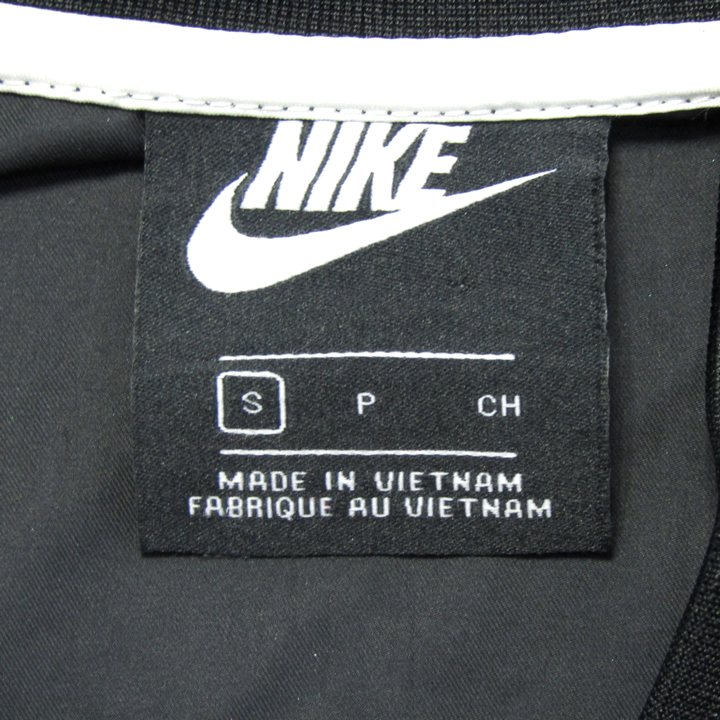 NIKE
S P CH
MADE IN VIETNAM
FABRIQUE AU VIETNAM